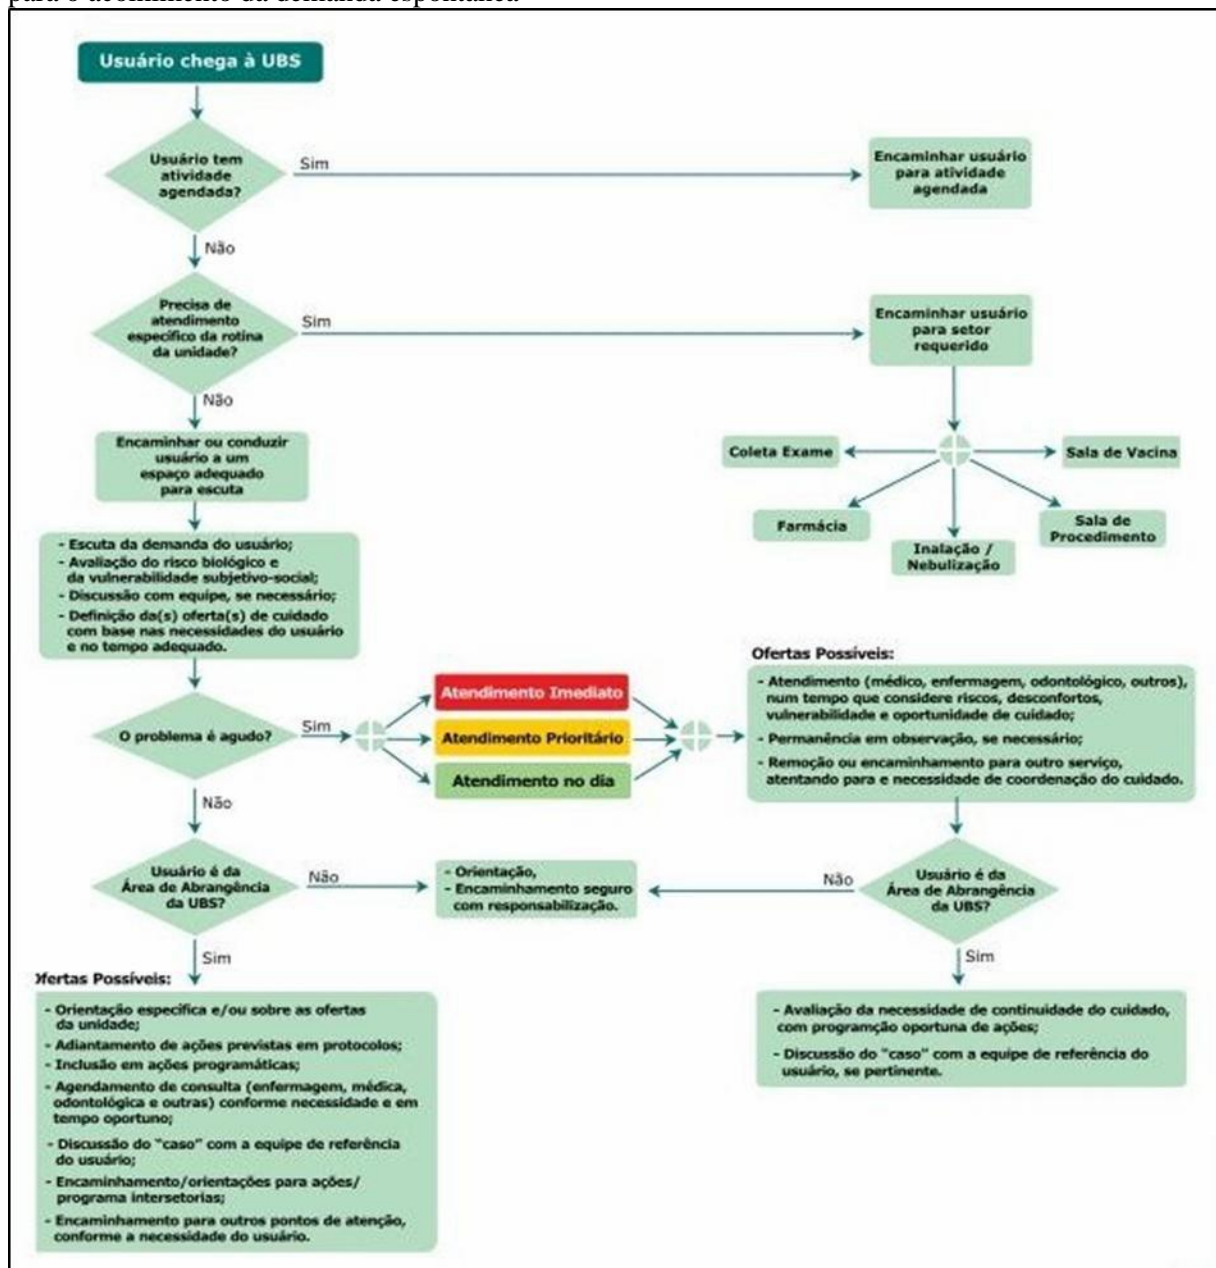 para o acolhimento da demanda espontânea
Usuário chega à UBS
Usuário tem
atividade
agendada?
Sim
Encaminhar usuário
para atividade
agendada
Não
Precisa de
atendimento
específico da rotina
da unidade?
Sim
Encaminhar usuário
para setor
requerido
Não
Encaminhar ou conduzir
usuário a um
espaço adequado
para escuta
Coleta Exame
Sala de Vacina
Farmácia
Sala de
Procedimento
Inalação /
Nebulização
- Escuta da demanda do usuário;
- Avaliação do risco biológico e
da vulnerabilidade subjetivo-social;
- Discussão com equipe, se necessário;
- Definição da(s) oferta(s) de cuidado
com base nas necessidades do usuário
e no tempo adequado.
O problema é agudo?
Sim
Atendimento Imediato
Atendimento Prioritário
Atendimento no dia
Ofertas Possíveis:
- Atendimento (médico, enfermagem, odontológico, outros),
num tempo que considere riscos, desconfortos,
vulnerabilidade e oportunidade de cuidado;
- Permanência em observação, se necessário;
- Remoção ou encaminhamento para outro serviço,
atentando para e necessidade de coordenação do cuidado.
Não
Usuário é da
Área de Abrangência
da UBS?
Não
- Orientação,
- Encaminhamento seguro
com responsabilização.
Não
Usuário é da
Área de Abrangência
da UBS?
Sim
Sim
fertas Possíveis:
- Orientação específica e/ou sobre as ofertas
da unidade;
- Adiantamento de ações previstas em protocolos;
- Inclusão em ações programáticas;
- Agendamento de consulta (enfermagem, médica,
odontológica e outras) conforme necessidade e em
tempo oportuno;
- Discussão do "caso" com a equipe de referência
do usuário;
- Encaminhamento/orientações para ações/
programa intersetorias;
- Encaminhamento para outros pontos de atenção,
conforme a necessidade do usuário.
- Avaliação da necessidade de continuidade do cuidado,
com programção oportuna de ações;
- Discussão do "caso" com a equipe de referência do
usuário, se pertinente.